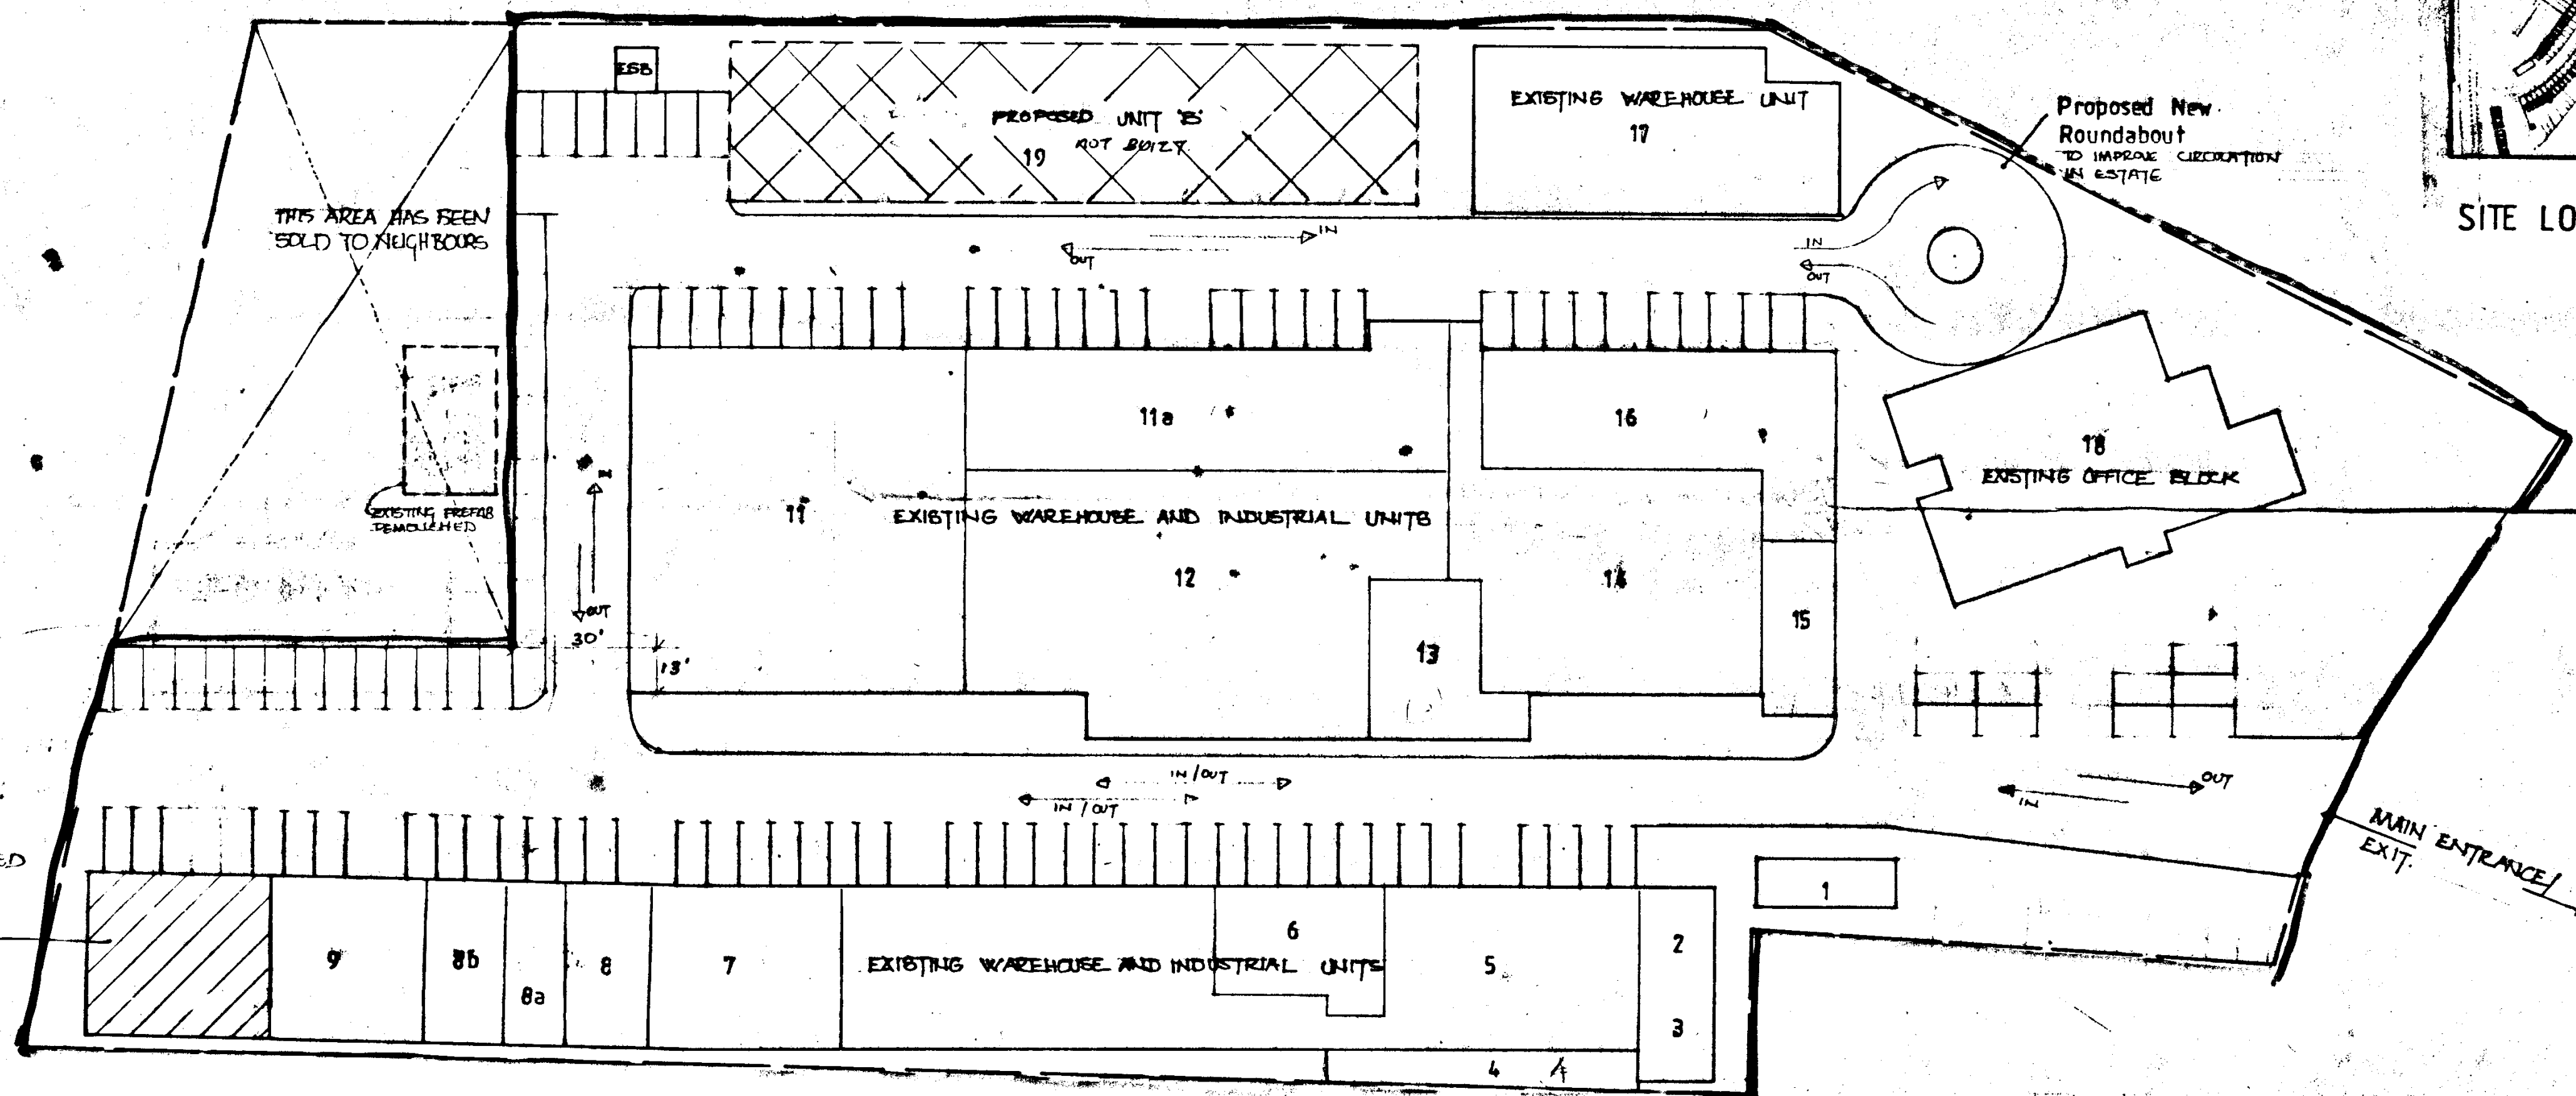 ESB
PROPOSED UNIT 'B'
NOT BUILT
19
EXISTING WAREHOUSE UNIT
17
Proposed New
Roundabout
TO IMPROVE CIRCULATION
IN ESTATE
SITE LO
THIS AREA HAS BEEN
SOLD TO NEIGHBOURS
IN
OUT
IN
OUT
11a
16
18
EXISTING OFFICE BLOCK
EXISTING PREFAB
DEMOLISHED
IN
OUT
30'
13'
11
EXISTING WAREHOUSE AND INDUSTRIAL UNITS
12
14
15
13
IN/OUT
IN/OUT
OUT
IN
MAIN ENTRANCE/
EXIT.
ED
1
9
8b
8a
8
7
EXISTING WAREHOUSE AND INDUSTRIAL UNITS
6
5
2
3
4
4